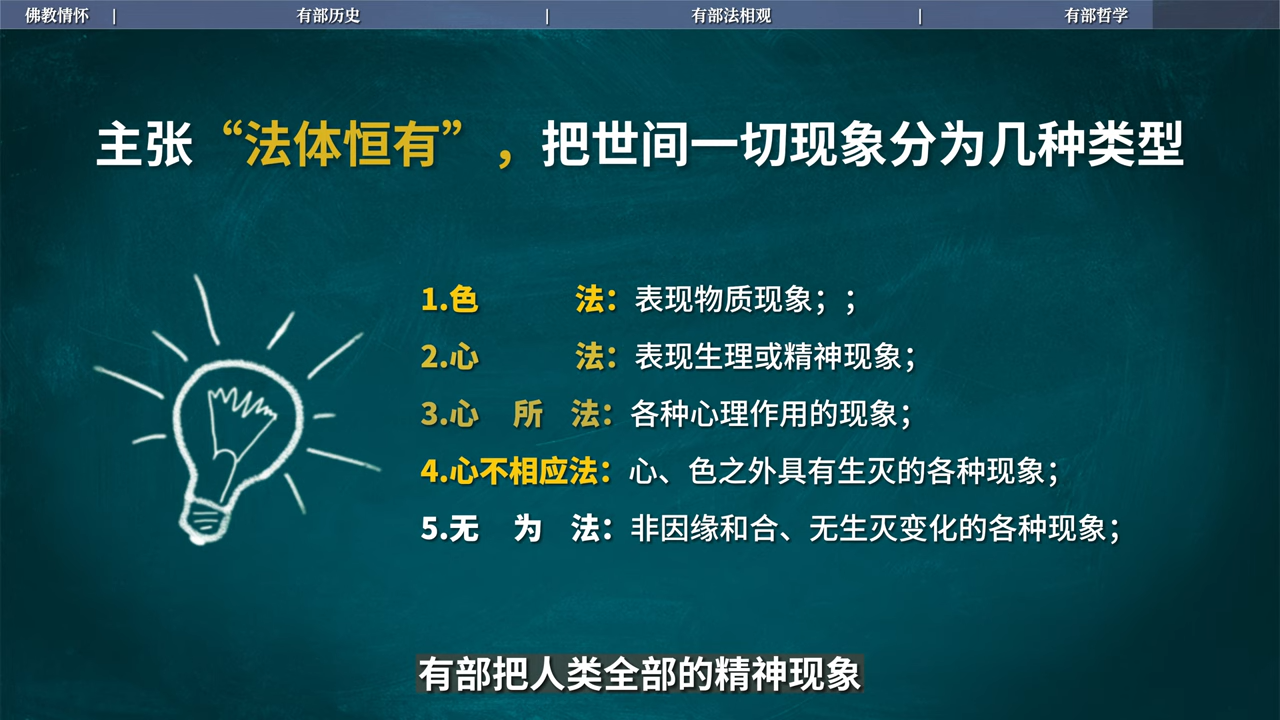 佛教情怀 | 有部历史 | 有部法相观 | 有部哲学
主张“法体恒有”，把世间一切现象分为几种类型
1.色 法：表现物质现象；；
2.心 法：表现生理或精神现象；
3.心 所 法：各种心理作用的现象；
4.心不相应法：心、色之外具有生灭的各种现象；
5.无 为 法：非因缘和合、无生灭变化的各种现象；
有部把人类全部的精神现象